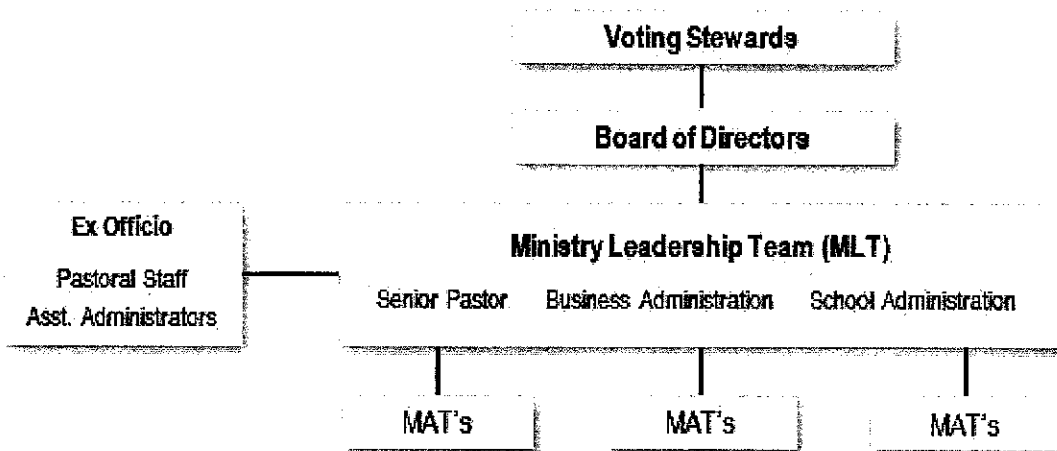 Voting Stewards
Board of Directors
Ex Officio
Pastoral Staff
Asst. Administrators
Ministry Leadership Team (MLT)
Senior Pastor Business Administration School Administration
MAT's MAT's MAT's